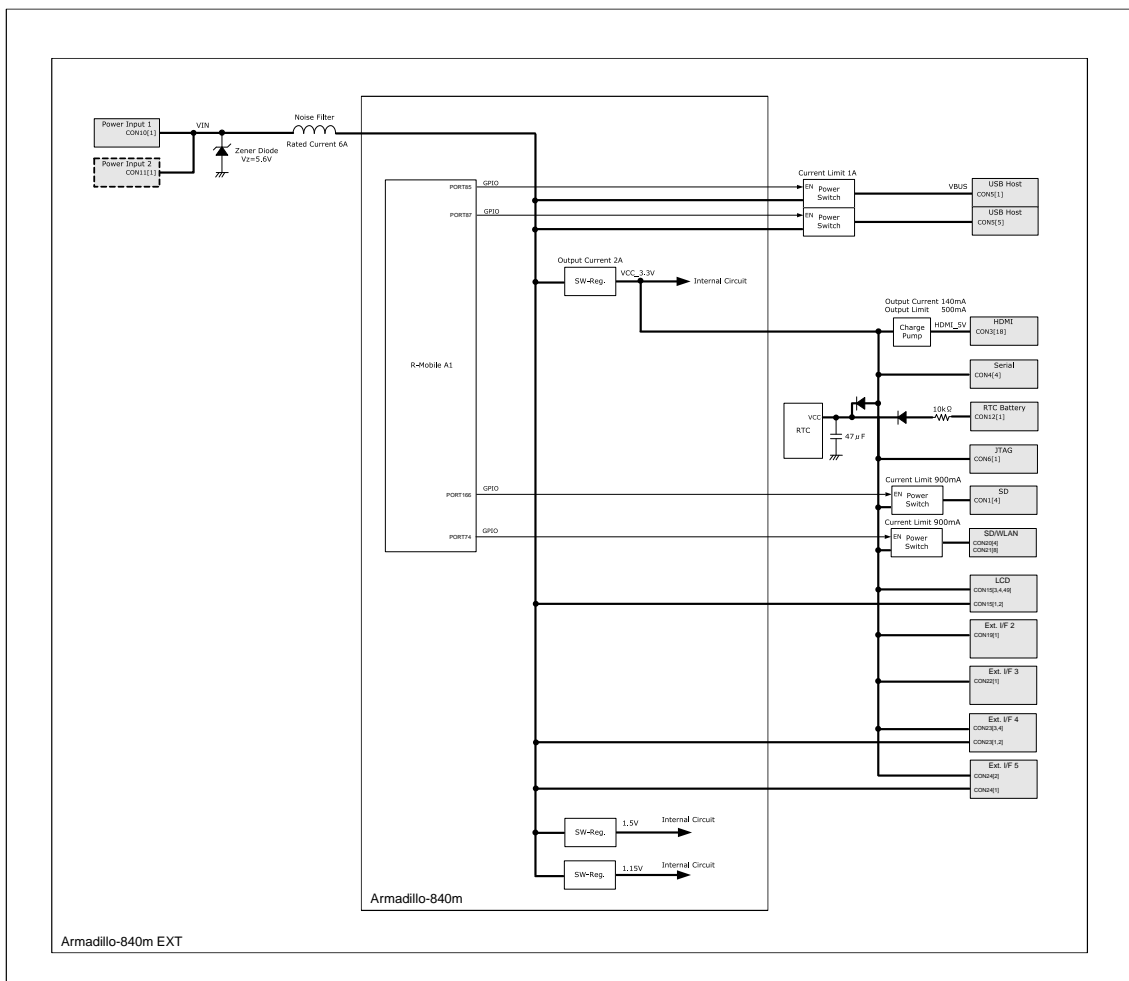 Power Input 1
CON10[1]
VIN
Noise Filter
Rated Current 6A
Zener Diode
Vz=5.6V
Power Input 2
CON11[1]
PORT85
GPIO
PORT87
GPIO
Current Limit 1A
EN
Power
Switch
EN
Power
Switch
VBUS
USB Host
CON5[1]
USB Host
CON5[5]
Output Current 2A
SW-Reg.
VCC_3.3V
Internal Circuit
Output Current 140mA
Output Limit 500mA
Charge
Pump
HDMI_5V
HDMI
CON3[18]
R-Mobile A1
Serial
CON4[4]
RTC
VCC
47μF
10kΩ
RTC Battery
CON12[1]
JTAG
CON6[1]
PORT166
GPIO
Current Limit 900mA
EN
Power
Switch
SD
CON1[4]
PORT74
GPIO
Current Limit 900mA
EN
Power
Switch
SD/WLAN
CON20[4]
CON21[8]
LCD
CON15[3,4,49]
CON15[1,2]
Ext. I/F 2
CON19[1]
Ext. I/F 3
CON22[1]
Ext. I/F 4
CON23[3,4]
CON23[1,2]
Ext. I/F 5
CON24[2]
CON24[1]
SW-Reg.
1.5V
Internal Circuit
SW-Reg.
1.15V
Internal Circuit
Armadillo-840m
Armadillo-840m EXT